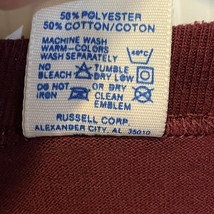 50% POLYESTER
50% COTTON/COTON
MACHINE WASH
WARM-COLORS
WASH SEPARATELY
40°C
NO BLEACH TUMBLE DRY LOW
DO NOT IRON OR DRY CLEAN EMBLEM
RUSSELL CORP.
ALEXANDER CITY, AL 35010